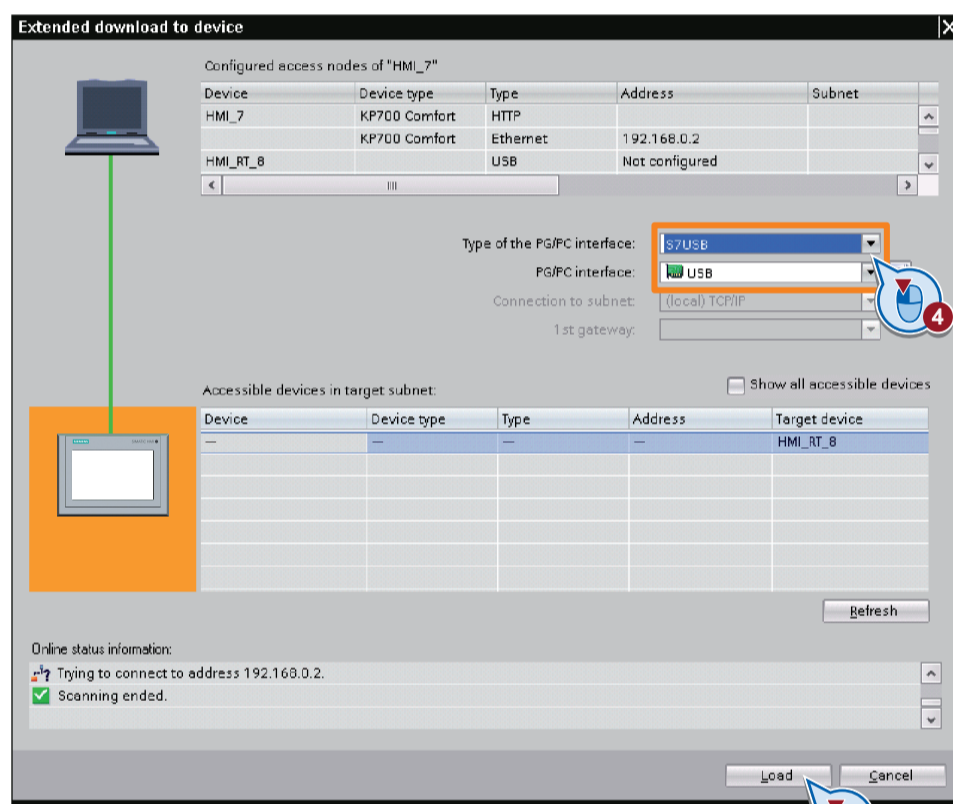 Extended download to device
Configured access nodes of "HMI_7"
Device Device type Type Address Subnet
HMI_7 KP700 Comfort HTTP
KP700 Comfort Ethernet 192.168.0.2
HMI_RT_8 USB Not configured
Type of the PG/PC interface: S7USB
PG/PC interface: USB
Connection to subnet: (local) TCP/IP
4
1st gateway:
Accessible devices in target subnet: Show all accessible devices
Device Device type Type Address Target device
— — — — HMI_RT_8
Refresh
Online status information:
Trying to connect to address 192.168.0.2.
Scanning ended.
Load Cancel